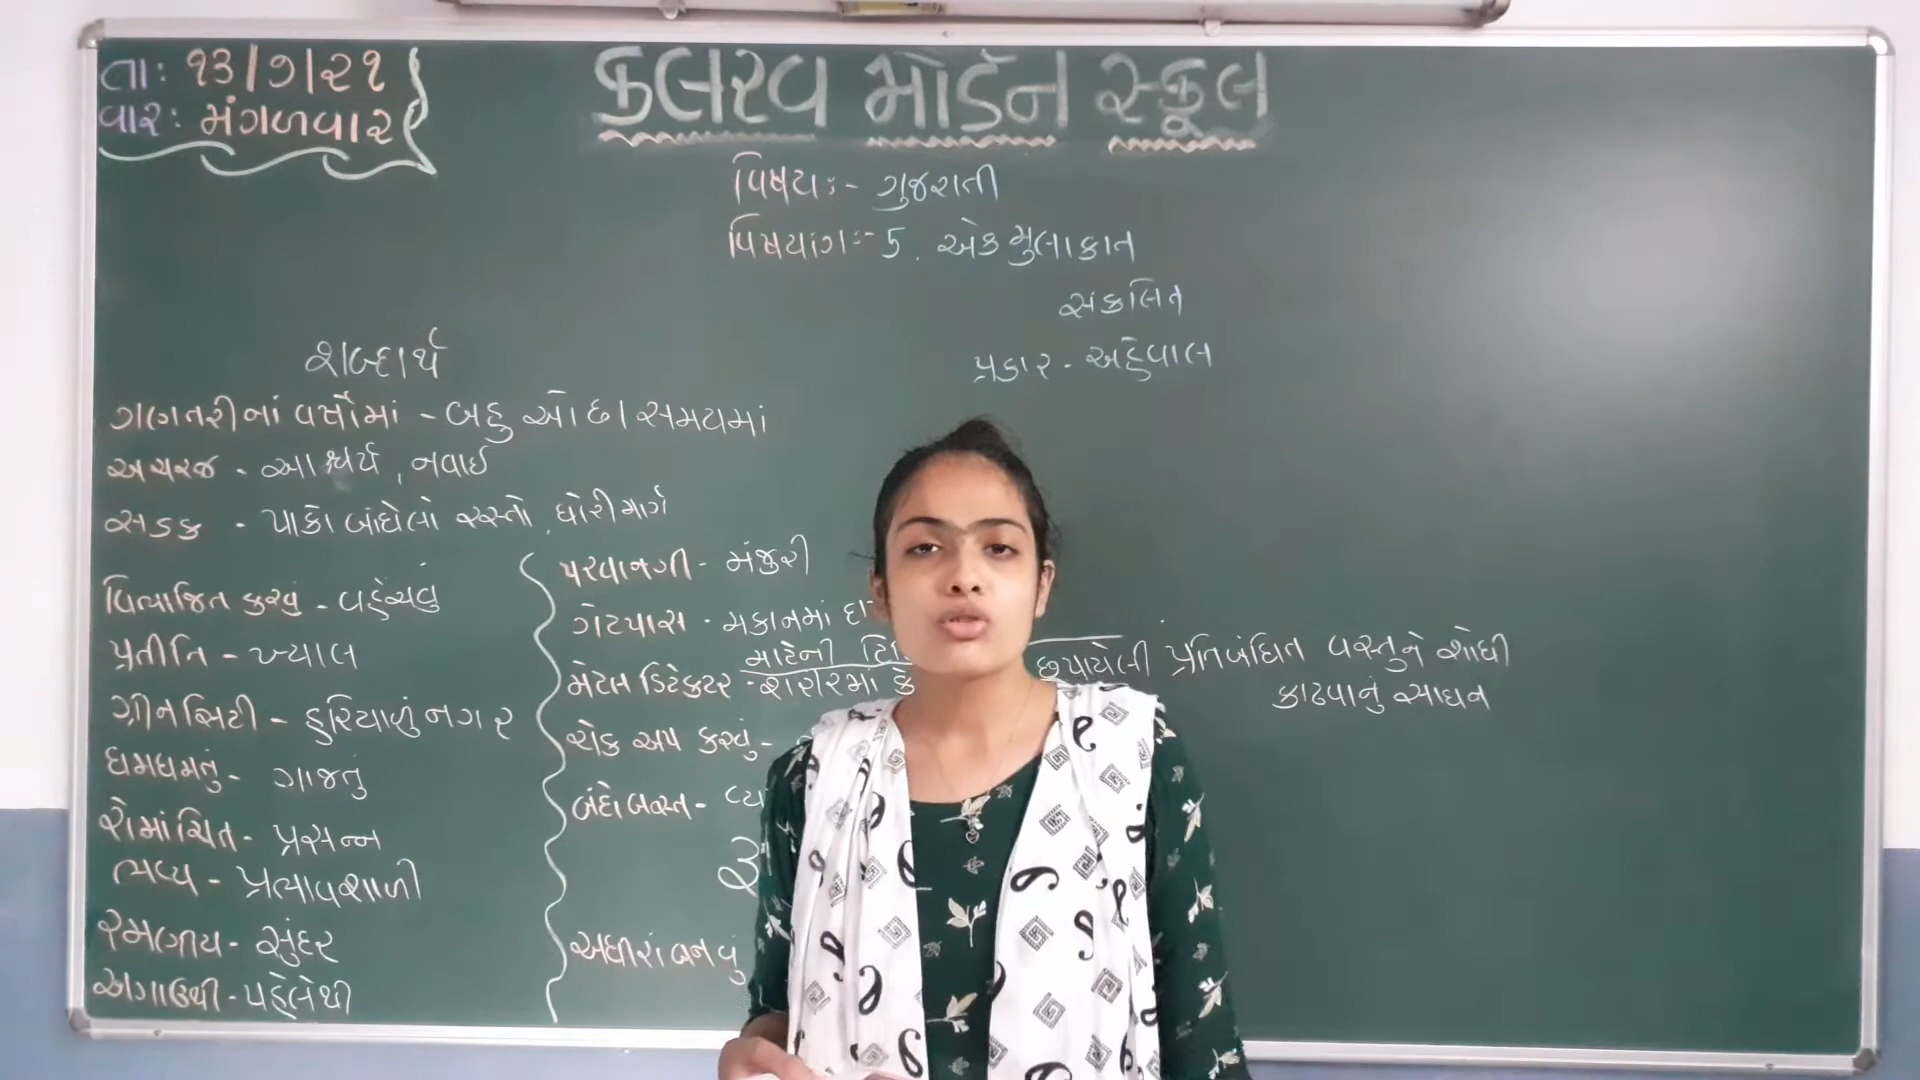 તા: ૧૩/૭/૨૧
વાર: મંગળવાર
કલરવ મોર્ડન સ્કૂલ
વિષય:- ગુજરાતી
વિષયાંગ:- 5. એક મુલાકાત
સંકલિત
પ્રકાર - અહેવાલ
શબ્દાર્થ
ગણતરીનાં વર્ષોમાં - બહુ ઓછા સમયમાં
અચરજ - આશ્ચર્ય, નવાઈ
સડક - પાકો બાંધેલો રસ્તો, ધોરીમાર્ગ
વિભાજિત કરવું - વહેંચવું
પ્રતીતિ - ખ્યાલ
ગ્રીનસિટી - હરિયાળું નગર
ધમધમતું - ગાજતું
રોમાંચિત - પ્રસન્ન
ભવ્ય - પ્રભાવશાળી
રમણીય - સુંદર
અગાઉથી - પહેલેથી
પરવાનગી - મંજુરી
ગેટપાસ - મકાનમાં
માટેની
મેટલ ડિટેક્ટર - શરીરમાં કે છૂપાયેલી પ્રતિબંધિત વસ્તુને શોધી
કાઢવાનું સાધન
ચેક અપ કરવું -
બંદોબસ્ત -
અધીરાં બનવું